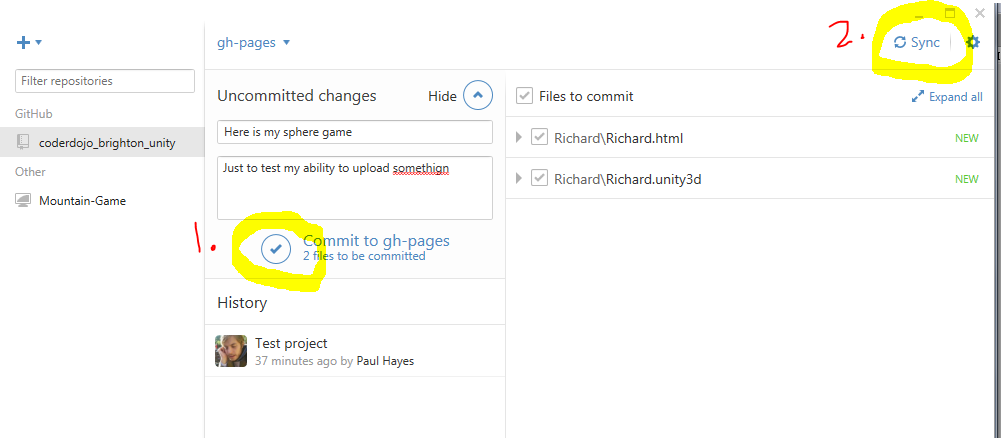 2.
gh-pages
Sync
Filter repositories
Uncommitted changes
Hide
Files to commit
Expand all
GitHub
Here is my sphere game
coderdojo_brighton_unity
Richard\Richard.html
NEW
Other
Just to test my ability to upload somethign
Richard\Richard.unity3d
NEW
Mountain-Game
1.
Commit to gh-pages
2 files to be committed
History
Test project
37 minutes ago by Paul Hayes